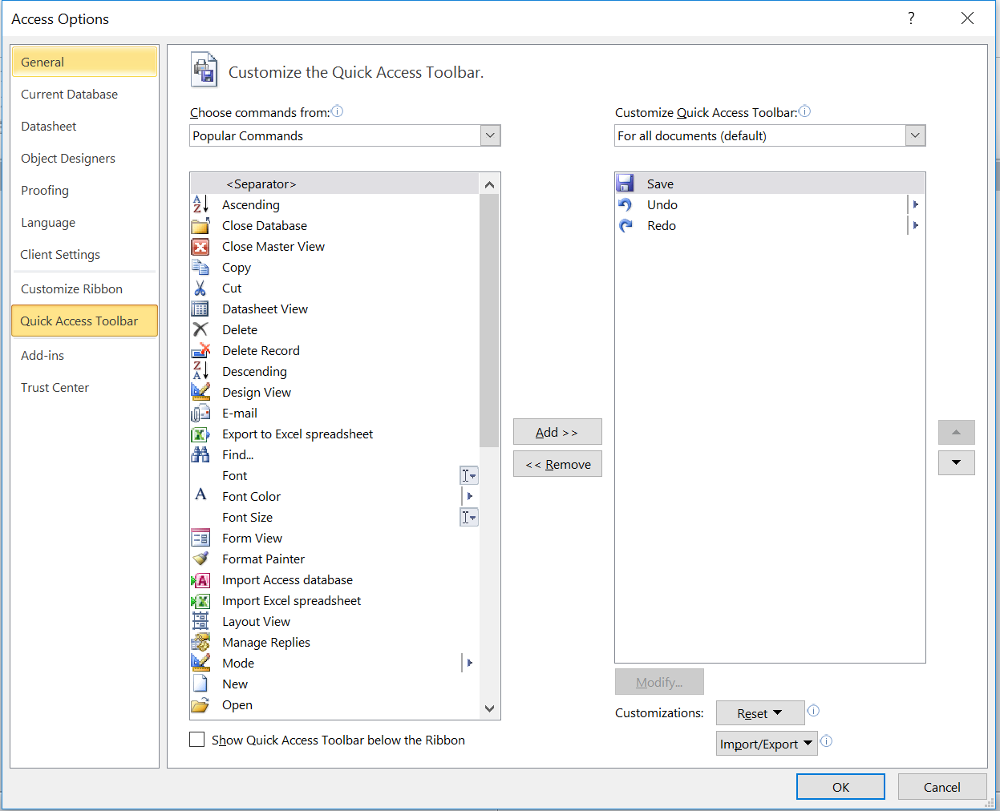 Access Options
?
General
Current Database
Datasheet
Object Designers
Proofing
Language
Client Settings
Customize Ribbon
Quick Access Toolbar
Add-ins
Trust Center
Customize the Quick Access Toolbar.
Choose commands from:
Popular Commands
<Separator>
Ascending
Close Database
Close Master View
Copy
Cut
Datasheet View
Delete
Delete Record
Descending
Design View
E-mail
Export to Excel spreadsheet
Find...
Font
Font Color
Font Size
Form View
Format Painter
Import Access database
Import Excel spreadsheet
Layout View
Manage Replies
Mode
New
Open
Show Quick Access Toolbar below the Ribbon
Add >>
<< Remove
Customize Quick Access Toolbar:
For all documents (default)
Save
Undo
Redo
Modify...
Customizations:
Reset
Import/Export
OK
Cancel